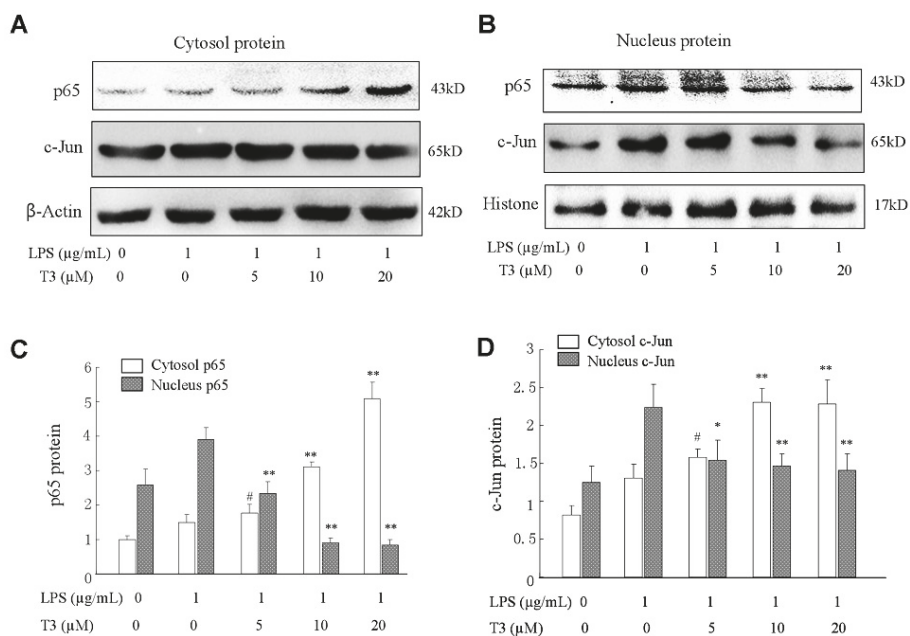 A
Cytosol protein
p65
43kD
c-Jun
65kD
β-Actin
42kD
LPS (µg/mL) 0 1 1 1 1
T3 (µM) 0 0 5 10 20
B
Nucleus protein
p65
43kD
c-Jun
65kD
Histone
17kD
LPS (µg/mL) 0 1 1 1 1
T3 (µM) 0 0 5 10 20
C
Cytosol p65
Nucleus p65
p65 protein
6
5
4
3
2
1
0
# ** ** ** ** **
LPS (µg/mL) 0 1 1 1 1
T3 (µM) 0 0 5 10 20
D
Cytosol c-Jun
Nucleus c-Jun
c-Jun protein
3
2. 5
2
1. 5
1
0. 5
0
# * ** ** ** **
LPS (µg/mL) 0 1 1 1 1
T3 (µM) 0 0 5 10 20